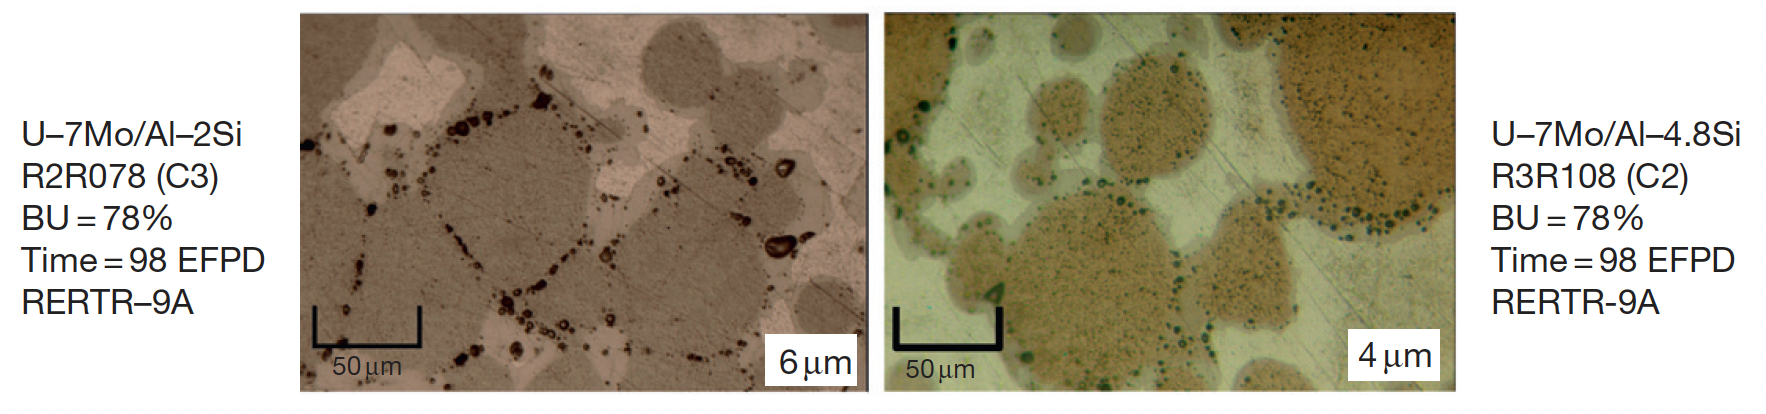 U–7Mo/Al–2Si
R2R078 (C3)
BU = 78%
Time = 98 EFPD
RERTR–9A
50 μm
6 μm
50 μm
4 μm
U–7Mo/Al–4.8Si
R3R108 (C2)
BU = 78%
Time = 98 EFPD
RERTR-9A